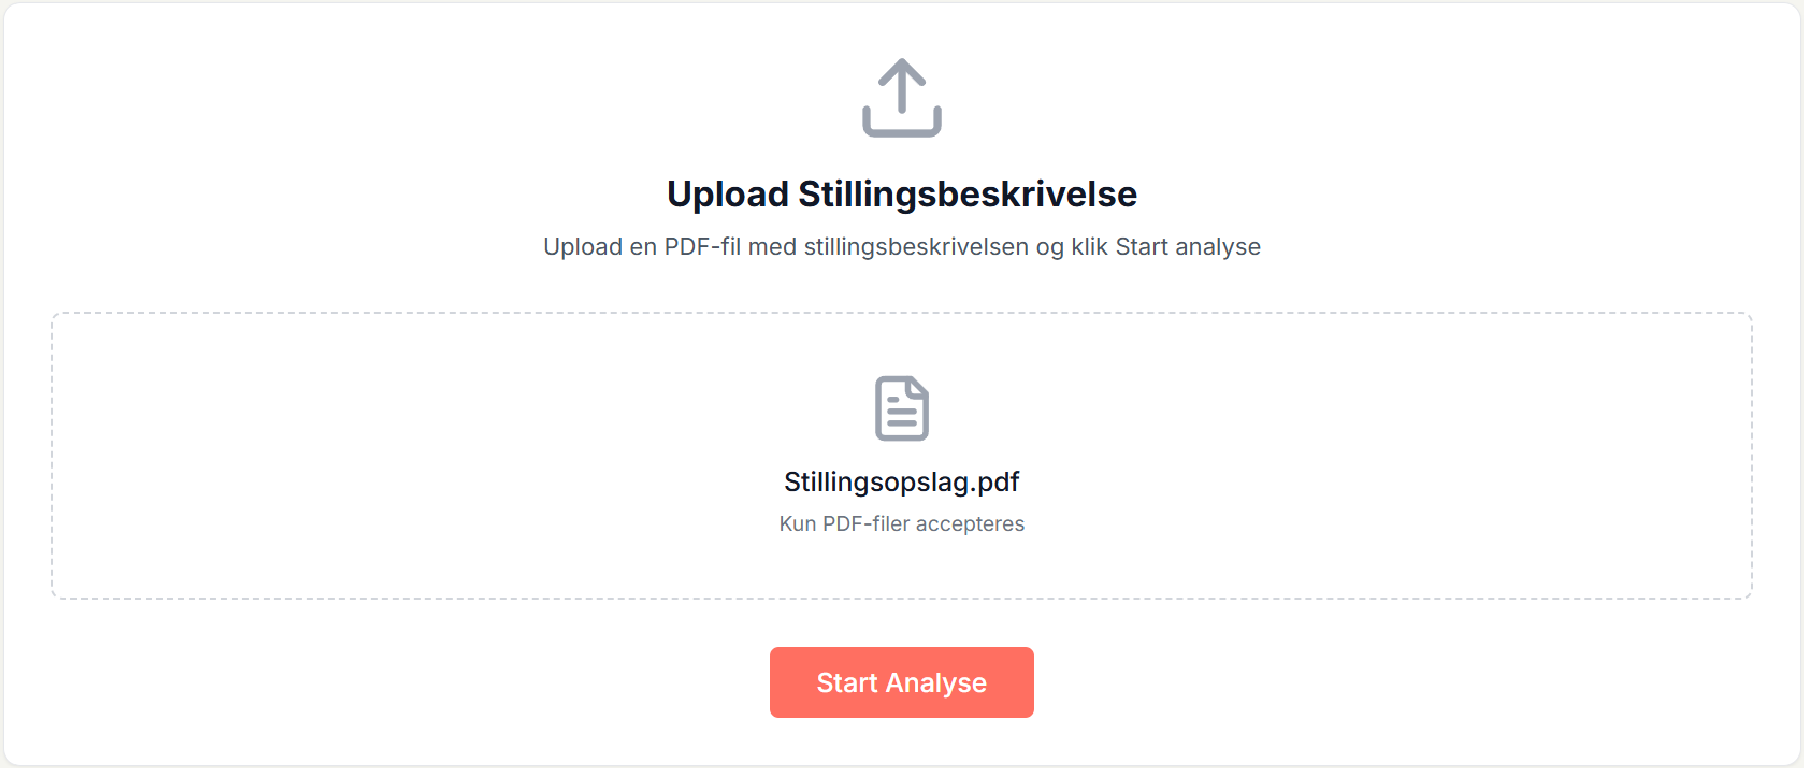 Upload Stillingsbeskrivelse
Upload en PDF-fil med stillingsbeskrivelsen og klik Start analyse
Stillingsopslag.pdf
Kun PDF-filer accepteres
Start Analyse